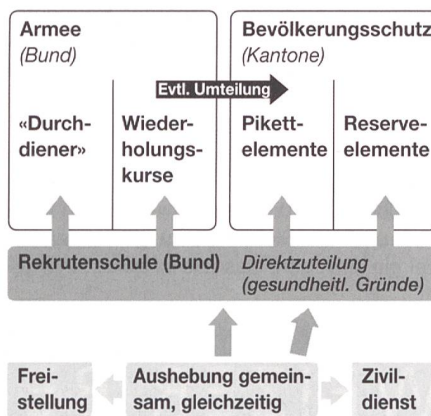 Armee
(Bund)
Bevölkerungsschutz
(Kantone)
Evtl. Umteilung
«Durch-
diener»
Wieder-
holungs-
kurse
Pikett-
elemente
Reserve-
elemente
Rekrutenschule (Bund)
Direktzuteilung
(gesundheitl. Gründe)
Frei-
stellung
Aushebung gemein-
sam, gleichzeitig
Zivil-
dienst